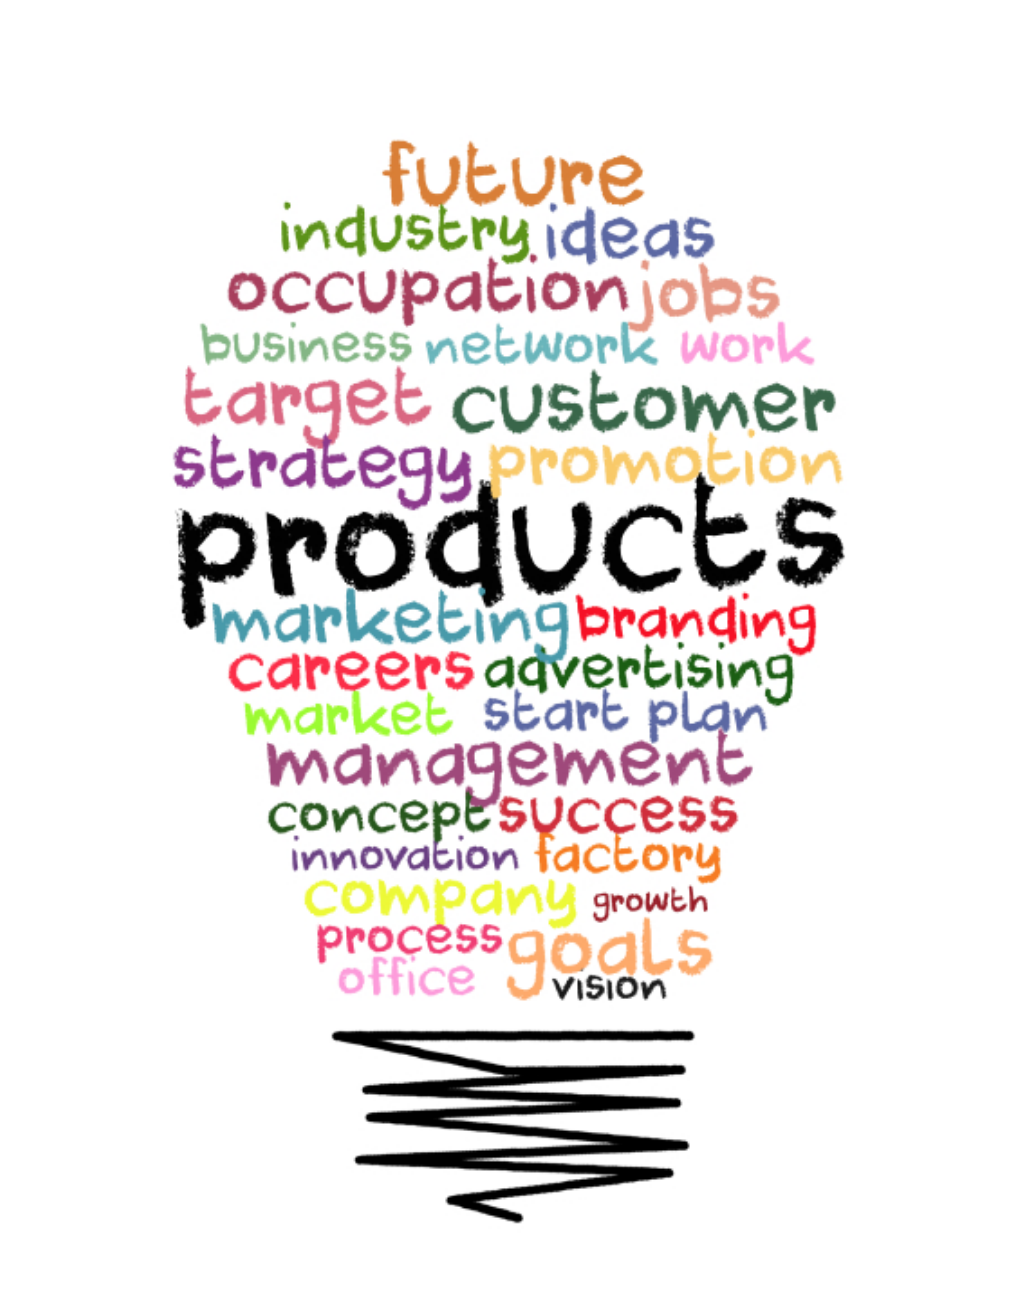 future
industry ideas
occupation jobs
business network work
target customer
strategy promotion
products
marketing branding
careers advertising
market start plan
management
concept success
innovation factory
company growth
process goals
office vision